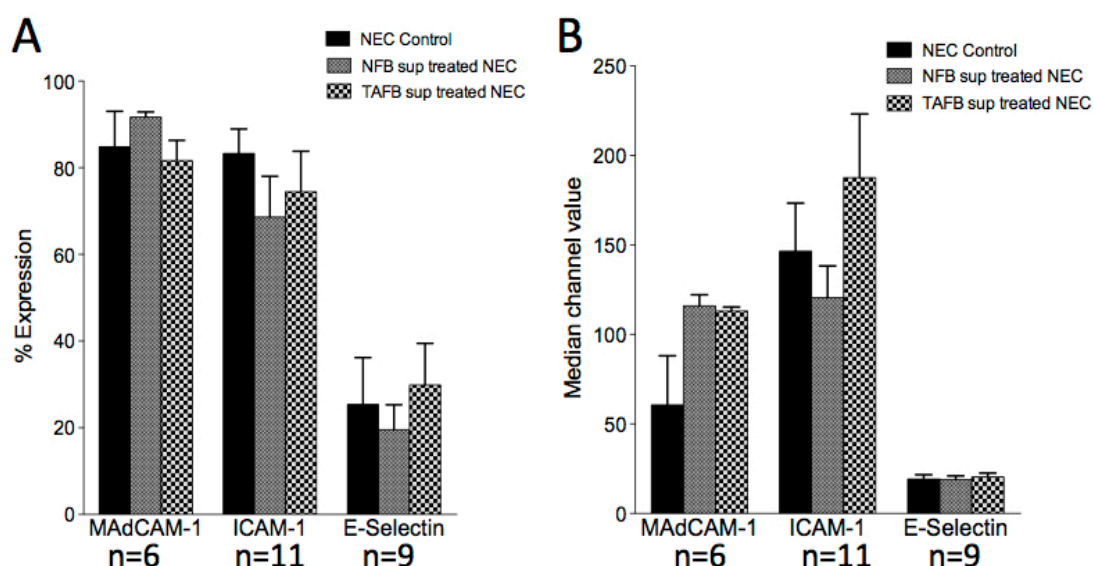 A
NEC Control
NFB sup treated NEC
TAFB sup treated NEC
100
80
60
40
20
0
% Expression
MAdCAM-1 ICAM-1 E-Selectin
n=6 n=11 n=9
B
NEC Control
NFB sup treated NEC
TAFB sup treated NEC
250
200
150
100
50
0
Median channel value
MAdCAM-1 ICAM-1 E-Selectin
n=6 n=11 n=9